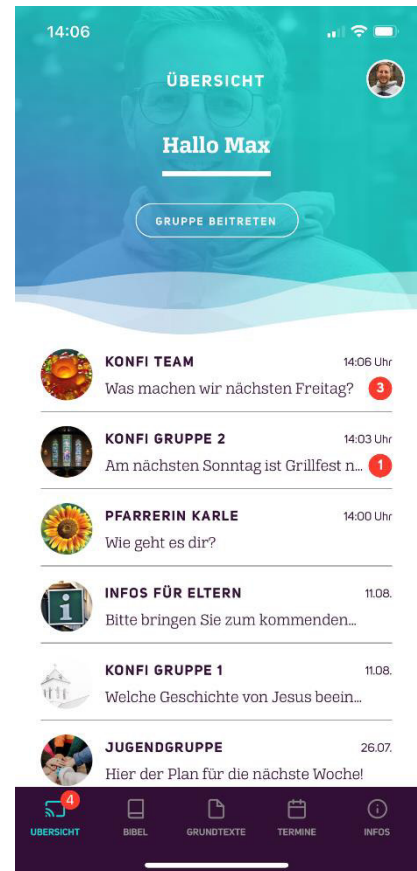 14:06
ÜBERSICHT
Hallo Max
GRUPPE BEITRETEN
KONFI TEAM 14:06 Uhr
Was machen wir nächsten Freitag? 3
KONFI GRUPPE 2 14:03 Uhr
Am nächsten Sonntag ist Grillfest n... 1
PFARRERIN KARLE 14:00 Uhr
Wie geht es dir?
INFOS FÜR ELTERN 11.08.
Bitte bringen Sie zum kommenden...
KONFI GRUPPE 1 11.08.
Welche Geschichte von Jesus beein...
JUGENDGRUPPE 26.07.
Hier der Plan für die nächste Woche!
4
ÜBERSICHT BIBEL GRUNDTEXTE TERMINE INFOS